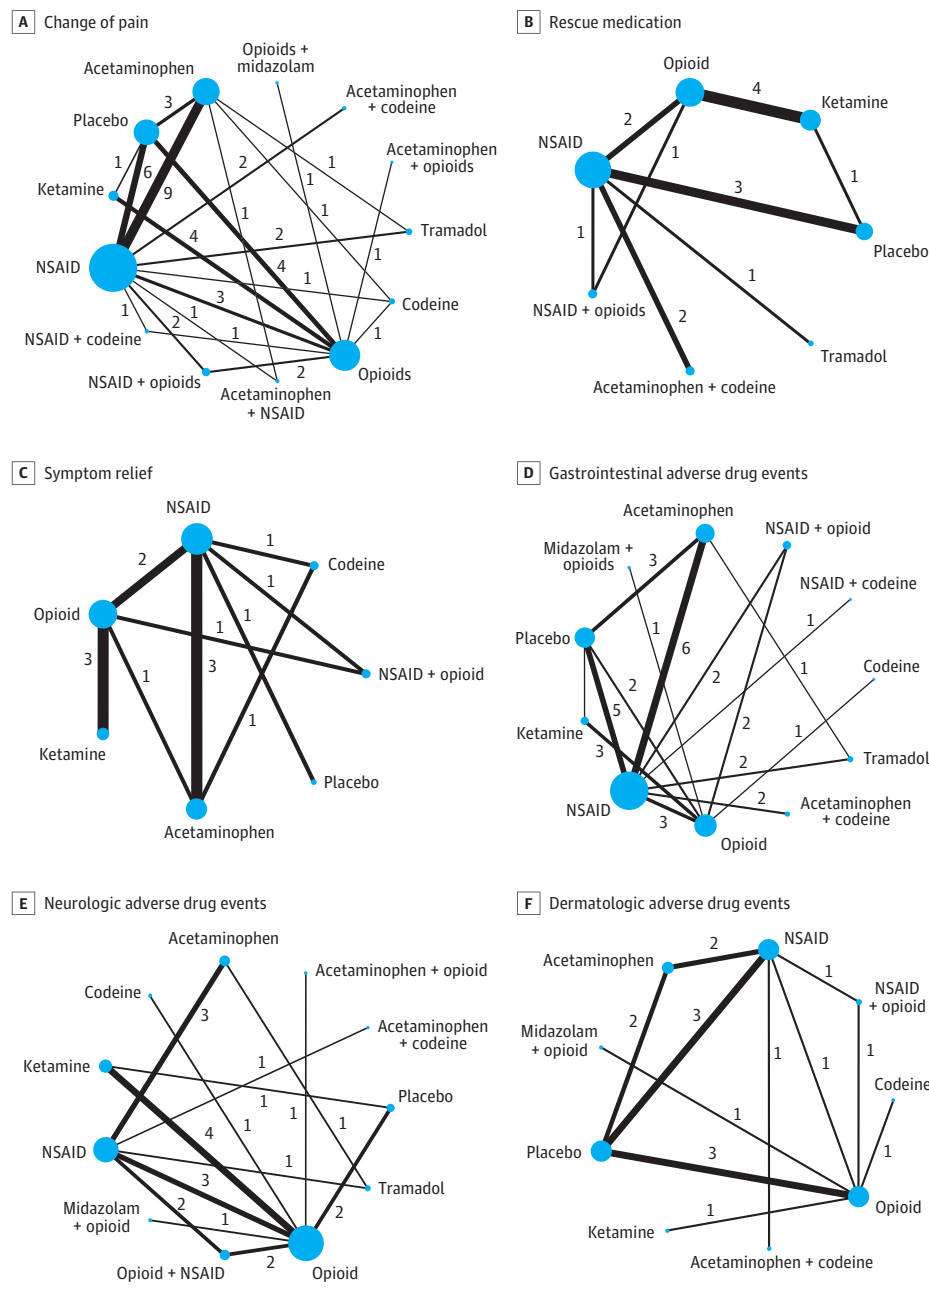 A Change of pain
Opioids +
midazolam
Acetaminophen
Acetaminophen
+ codeine
3
Placebo
Acetaminophen
+ opioids
1
6
2
1
Ketamine
9
1
1
1
4
2
Tramadol
NSAID
4
1
1
3
Codeine
1
1
2
1
1
NSAID + codeine
2
NSAID + opioids
Opioids
Acetaminophen
+ NSAID
B Rescue medication
Opioid
4
Ketamine
2
NSAID
1
3
1
1
Placebo
1
NSAID + opioids
2
Tramadol
Acetaminophen + codeine
C Symptom relief
NSAID
1
2
Codeine
1
Opioid
1
1
3
3
1
NSAID + opioid
1
Ketamine
Placebo
Acetaminophen
D Gastrointestinal adverse drug events
Acetaminophen
NSAID + opioid
Midazolam +
opioids
3
NSAID + codeine
1
1
Placebo
6
Codeine
2
2
1
5
2
1
Ketamine
3
2
Tramadol
2
NSAID
Acetaminophen
+ codeine
3
Opioid
E Neurologic adverse drug events
Acetaminophen
Acetaminophen + opioid
Codeine
3
Acetaminophen
+ codeine
Ketamine
1
Placebo
1
1
1
1
4
NSAID
1
3
Tramadol
2
Midazolam
+ opioid
1
2
2
Opioid + NSAID
Opioid
F Dermatologic adverse drug events
NSAID
2
Acetaminophen
1
NSAID
+ opioid
3
2
Midazolam
+ opioid
1
1
1
Codeine
1
Placebo
3
1
Opioid
1
Ketamine
Acetaminophen + codeine